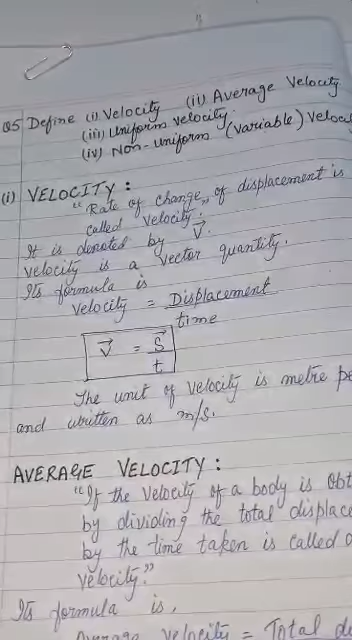 Q5 Define (i) Velocity (ii) Average Velocity
(iii) Uniform velocity.
(iv) Non-uniform (variable) Veloc
(i) VELOCITY :
"Rate of change, of displacement is
called velocity."
It is denoted by V.
velocity is a vector quantity.
Its formula is
Velocity = Displacement
time
V = S
t
The unit of velocity is metre pe
and written as m/s.
AVERAGE VELOCITY :
"If the velocity of a body is obt
by dividing the total displace
by the time taken is called a
velocity."
Its formula is,
Average velocity = Total d